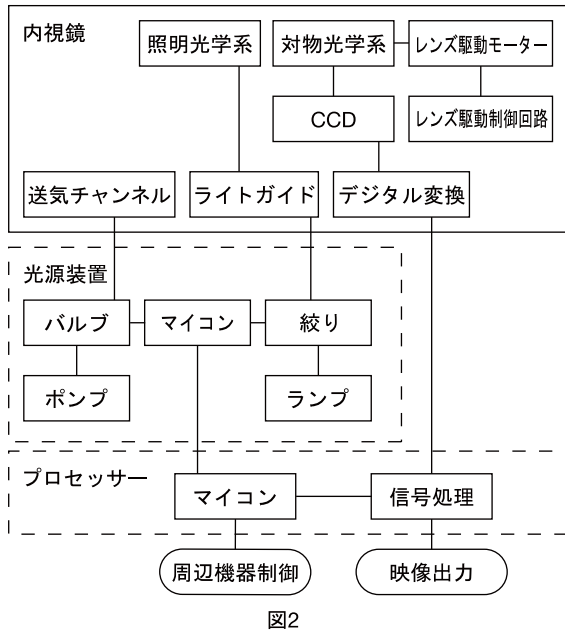 内視鏡
照明光学系
対物光学系
レンズ駆動モーター
CCD
レンズ駆動制御回路
送気チャンネル
ライトガイド
デジタル変換
光源装置
バルブ
マイコン
絞り
ポンプ
ランプ
プロセッサー
マイコン
信号処理
周辺機器制御
映像出力
図2